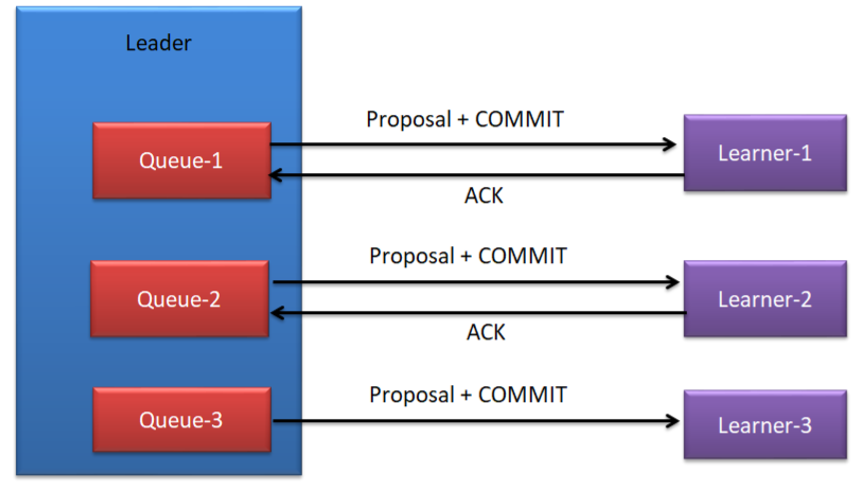 Leader
Proposal + COMMIT
Queue-1
Learner-1
ACK
Proposal + COMMIT
Queue-2
Learner-2
ACK
Proposal + COMMIT
Queue-3
Learner-3